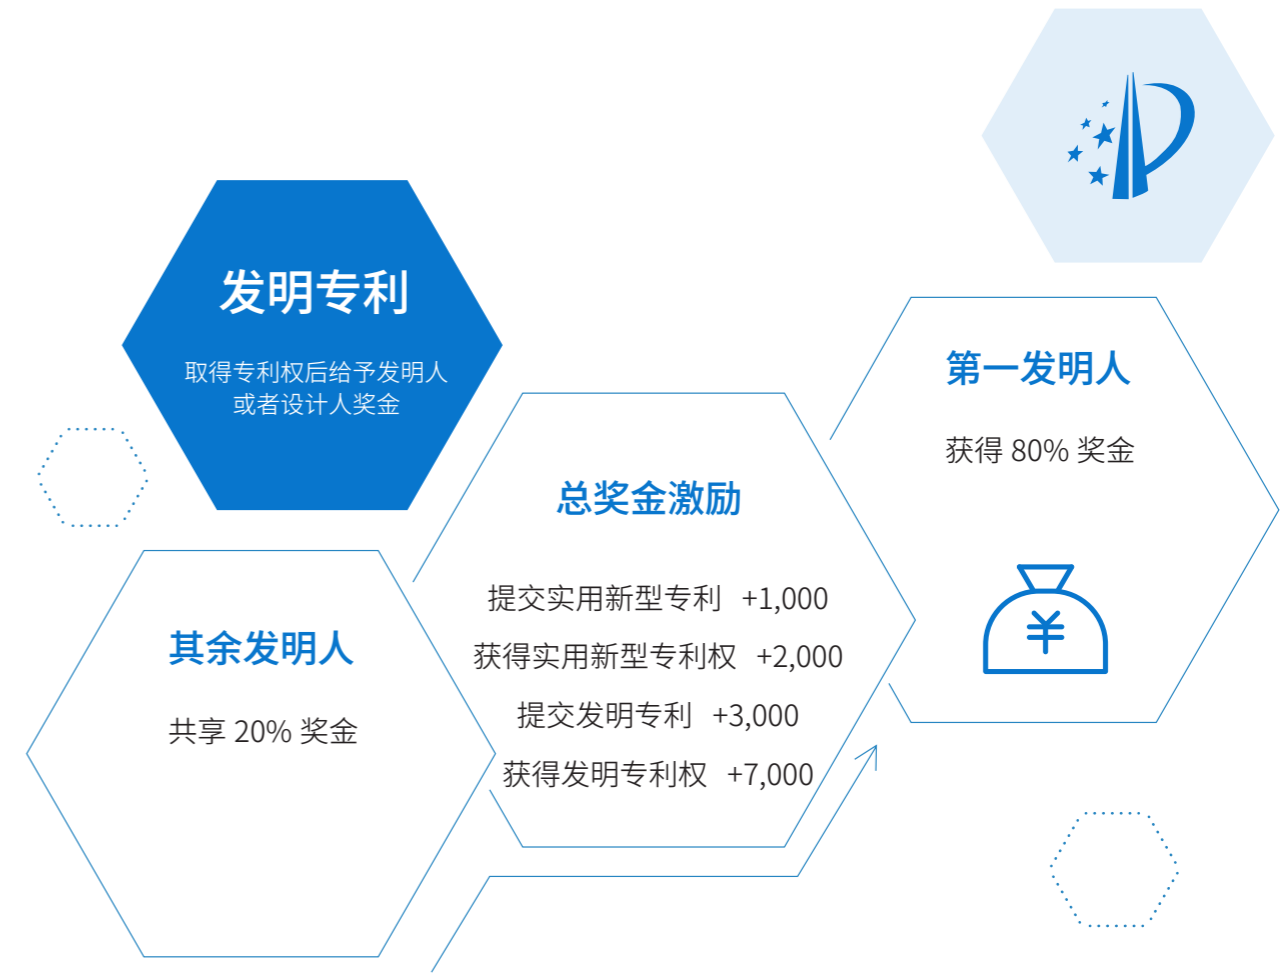 发明专利
取得专利权后给予发明人
或者设计人奖金
总奖金激励
提交实用新型专利 +1,000
获得实用新型专利权 +2,000
提交发明专利 +3,000
获得发明专利权 +7,000
第一发明人
获得 80% 奖金
¥
其余发明人
共享 20% 奖金